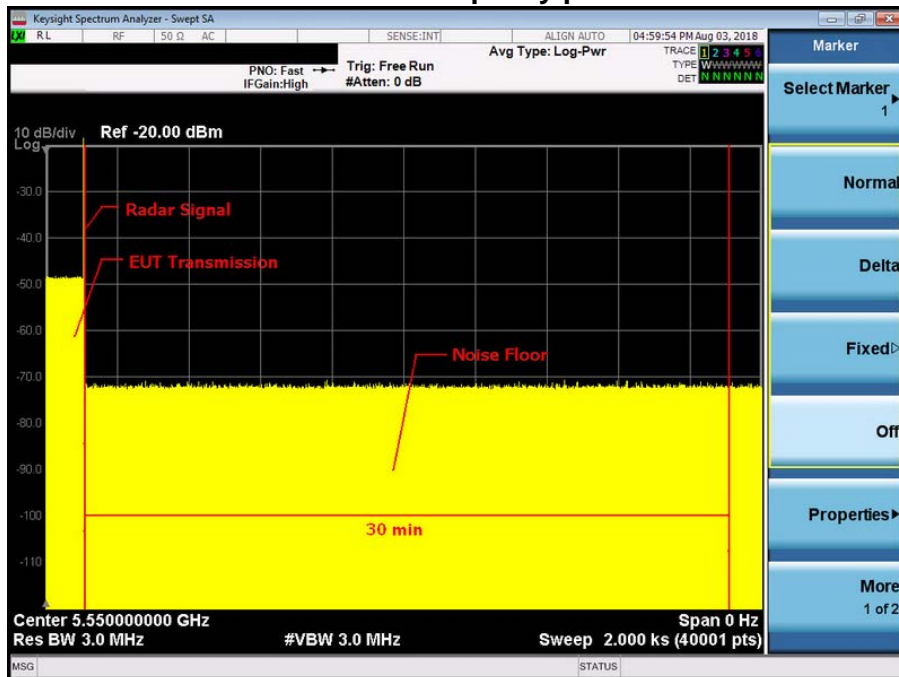 Keysight Spectrum Analyzer - Swept SA
LXI RL RF 50 Ω AC SENSE:INT ALIGN AUTO 04:59:54 PM Aug 03, 2018
PNO: Fast
IFGain:High
Trig: Free Run
#Atten: 0 dB
Avg Type: Log-Pwr
TRACE 1 2 3 4 5 6
TYPE W
DET N N N N N N
10 dB/div Ref -20.00 dBm
Log
-30.0
-40.0
-50.0
-60.0
-70.0
-80.0
-90.0
-100
-110
Radar Signal
EUT Transmission
Noise Floor
30 min
Center 5.550000000 GHz Span 0 Hz
Res BW 3.0 MHz #VBW 3.0 MHz Sweep 2.000 ks (40001 pts)
MSG STATUS
Marker
Select Marker
1
Normal
Delta
Fixed
Off
Properties
More
1 of 2